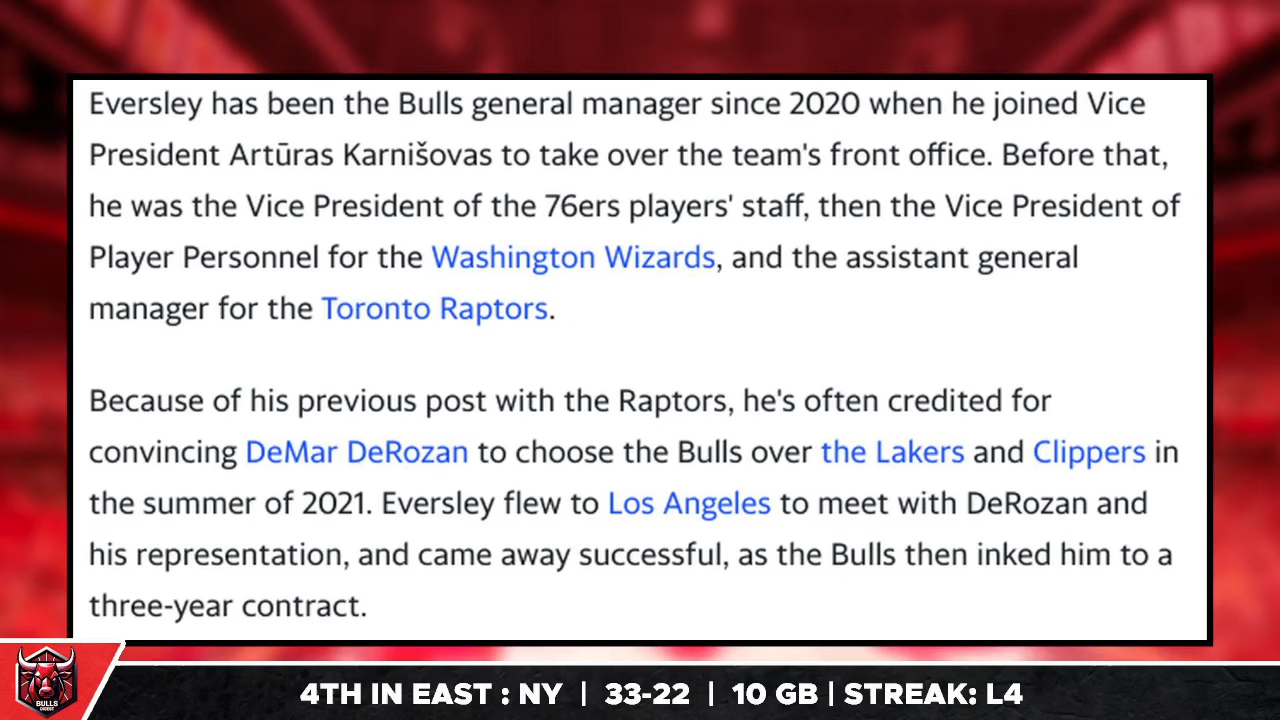 Eversley has been the Bulls general manager since 2020 when he joined Vice
President Artūras Karnišovas to take over the team's front office. Before that,
he was the Vice President of the 76ers players' staff, then the Vice President of
Player Personnel for the Washington Wizards, and the assistant general
manager for the Toronto Raptors.
Because of his previous post with the Raptors, he's often credited for
convincing DeMar DeRozan to choose the Bulls over the Lakers and Clippers in
the summer of 2021. Eversley flew to Los Angeles to meet with DeRozan and
his representation, and came away successful, as the Bulls then inked him to a
three-year contract.
BULLS
DIGEST
4TH IN EAST : NY | 33-22 | 10 GB | STREAK: L4